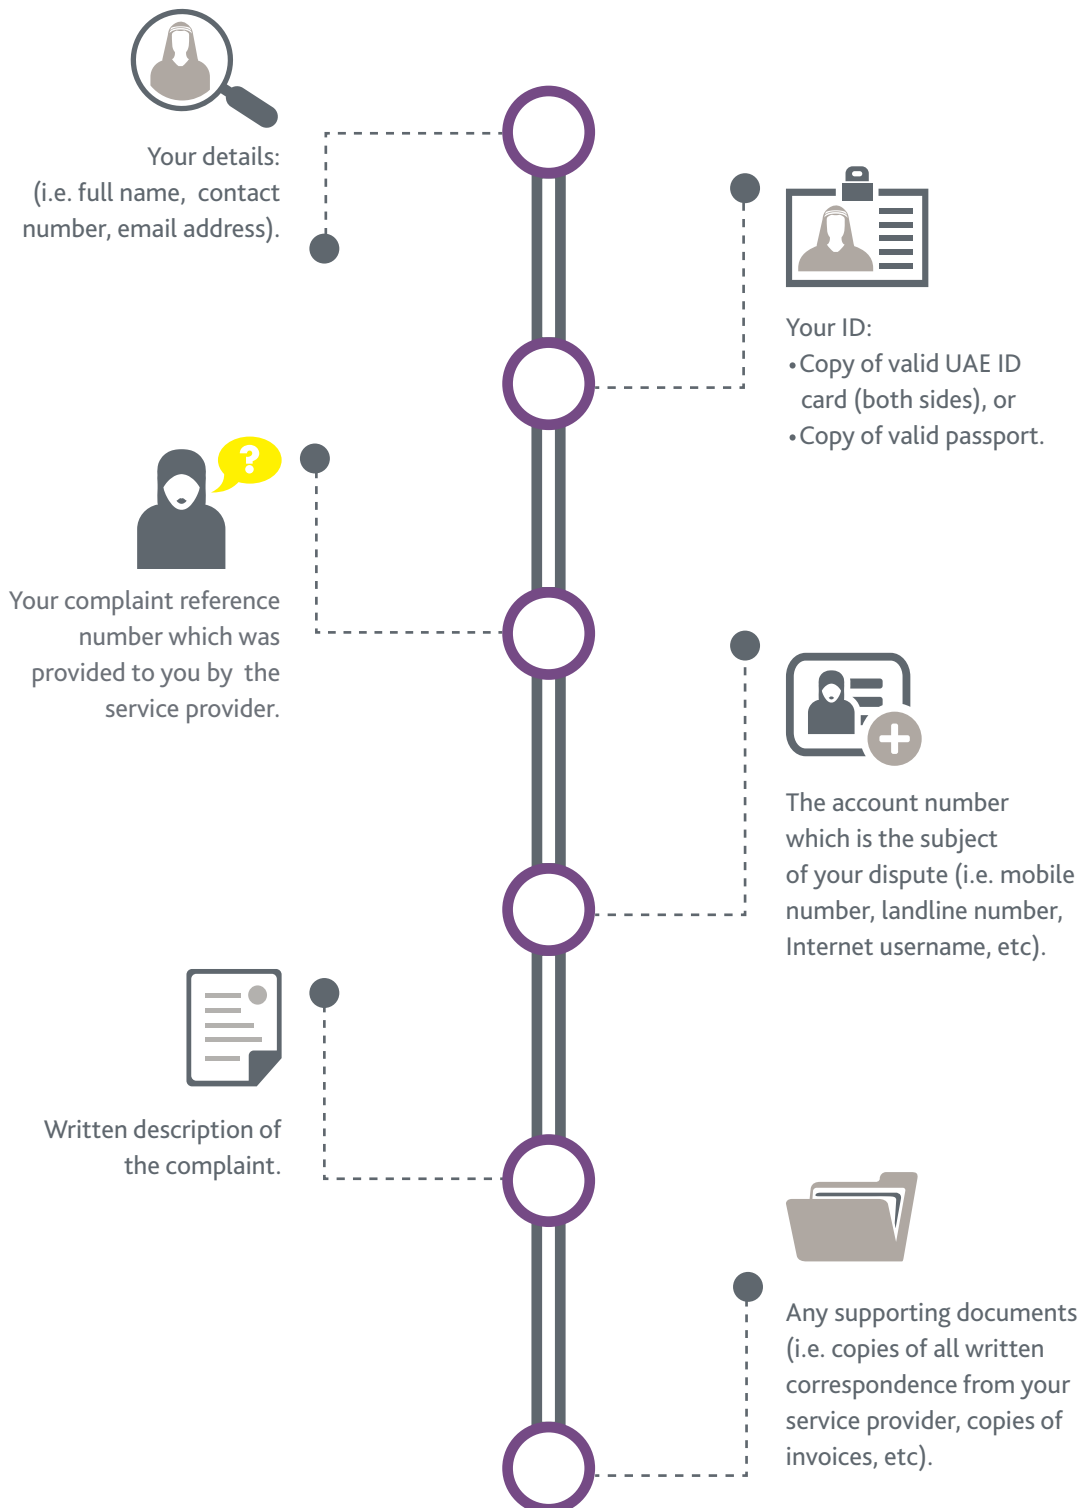 Your details:
(i.e. full name, contact
number, email address).
Your ID:
•Copy of valid UAE ID
card (both sides), or
•Copy of valid passport.
?
Your complaint reference
number which was
provided to you by the
service provider.
The account number
which is the subject
of your dispute (i.e. mobile
number, landline number,
Internet username, etc).
Written description of
the complaint.
Any supporting documents
(i.e. copies of all written
correspondence from your
service provider, copies of
invoices, etc).